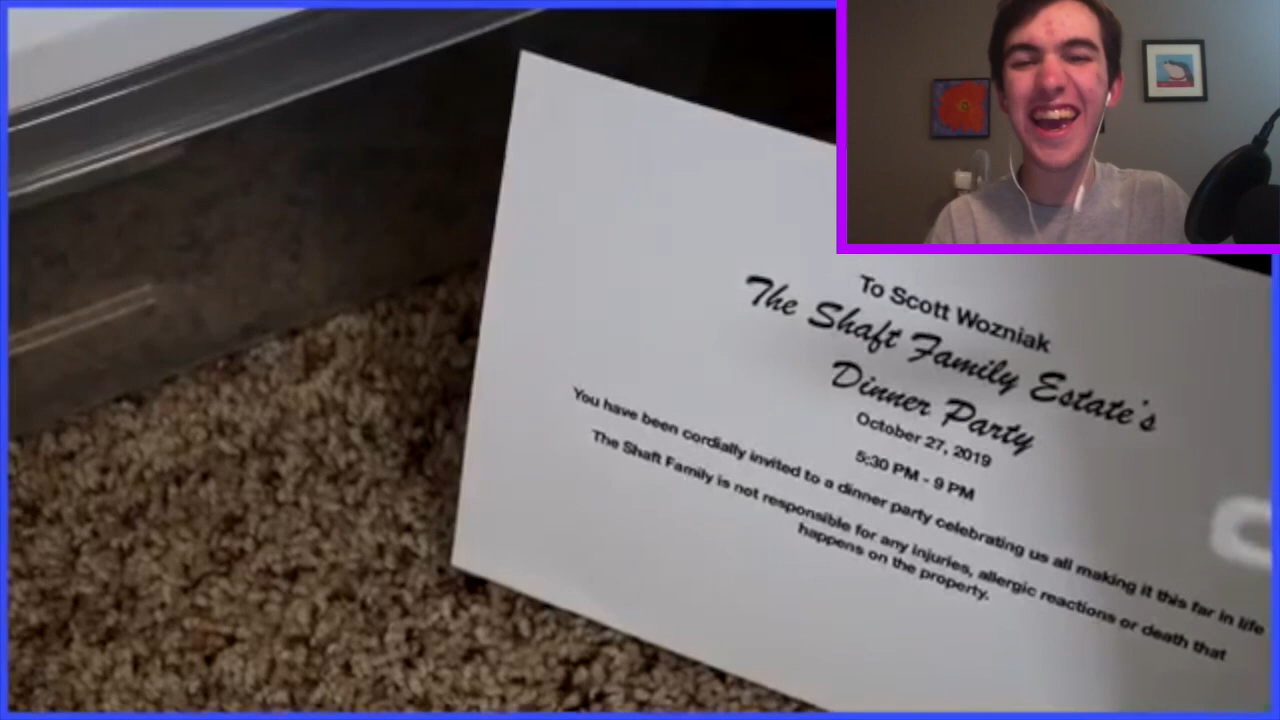 To Scott Wozniak
The Shaft Family Estate's
Dinner Party
October 27, 2019
5:30 PM - 9 PM
You have been cordially invited to a dinner party celebrating us all making it this far in life
The Shaft Family is not responsible for any injuries, allergic reactions or death that
happens on the property.